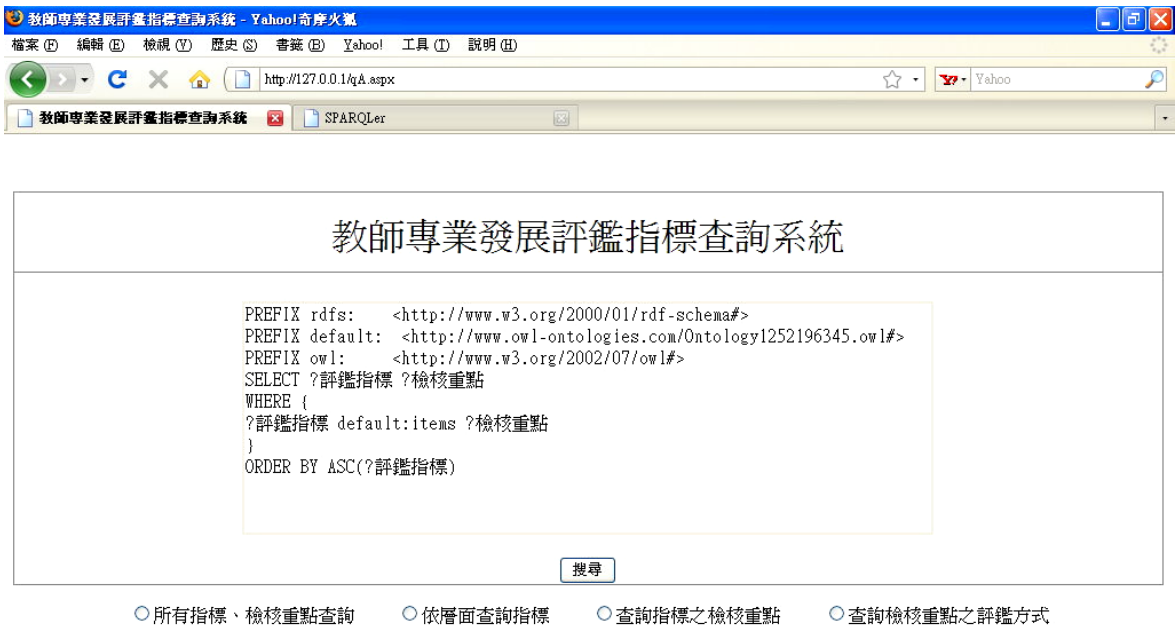 教師專業發展評鑑指標查詢系統 - Yahoo!奇摩火狐
檔案(F) 編輯(E) 檢視(V) 歷史(S) 書籤(B) Yahoo! 工具(T) 說明(H)
http://127.0.0.1/qA.aspx Yahoo
教師專業發展評鑑指標查詢系統 SPARQLer
教師專業發展評鑑指標查詢系統
PREFIX rdfs: <http://www.w3.org/2000/01/rdf-schema#>
PREFIX default: <http://www.owl-ontologies.com/Ontology1252196345.owl#>
PREFIX owl: <http://www.w3.org/2002/07/owl#>
SELECT ?評鑑指標 ?檢核重點
WHERE {
?評鑑指標 default:items ?檢核重點
}
ORDER BY ASC(?評鑑指標)
搜尋
所有指標、檢核重點查詢 依層面查詢指標 查詢指標之檢核重點 查詢檢核重點之評鑑方式